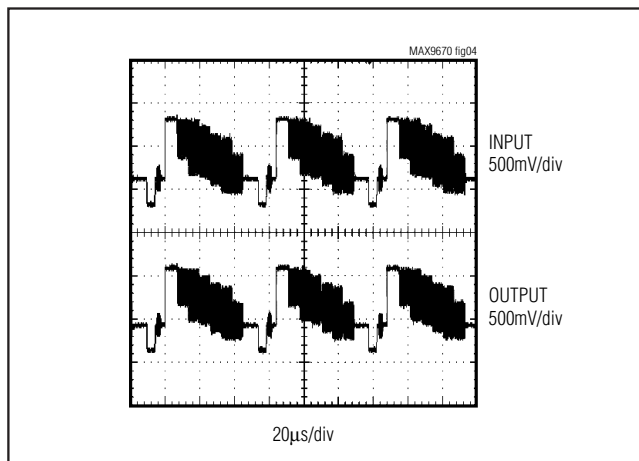 MAX9670 fig04
INPUT
500mV/div
OUTPUT
500mV/div
20µs/div